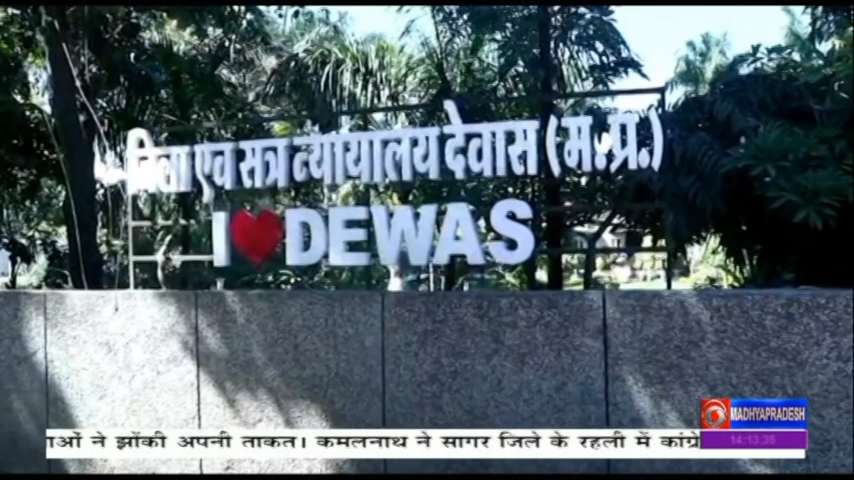 जिला एवं सत्र न्यायालय देवास (म.प्र.)
I ❤ DEWAS
MADHYAPRADESH
14:13:35
ाओं ने झोंकी अपनी ताकत। कमलनाथ ने सागर जिले के रहली में कांग्रे